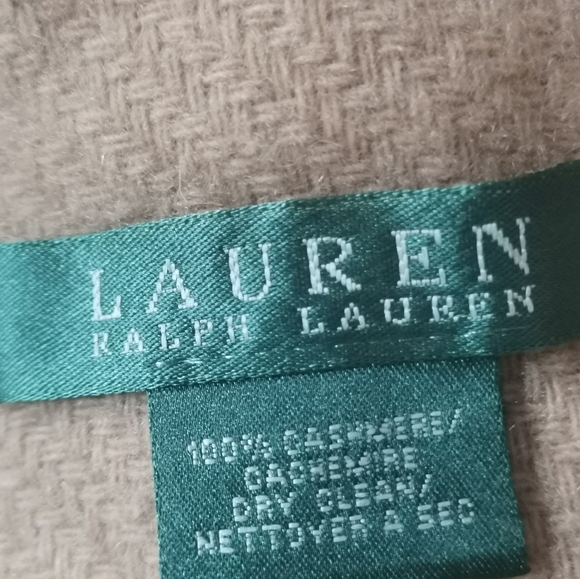 LAUREN
RALPH LAUREN
100% CASHMERE/
CACHEMIRE
DRY CLEAN/
NETTOYER A SEC